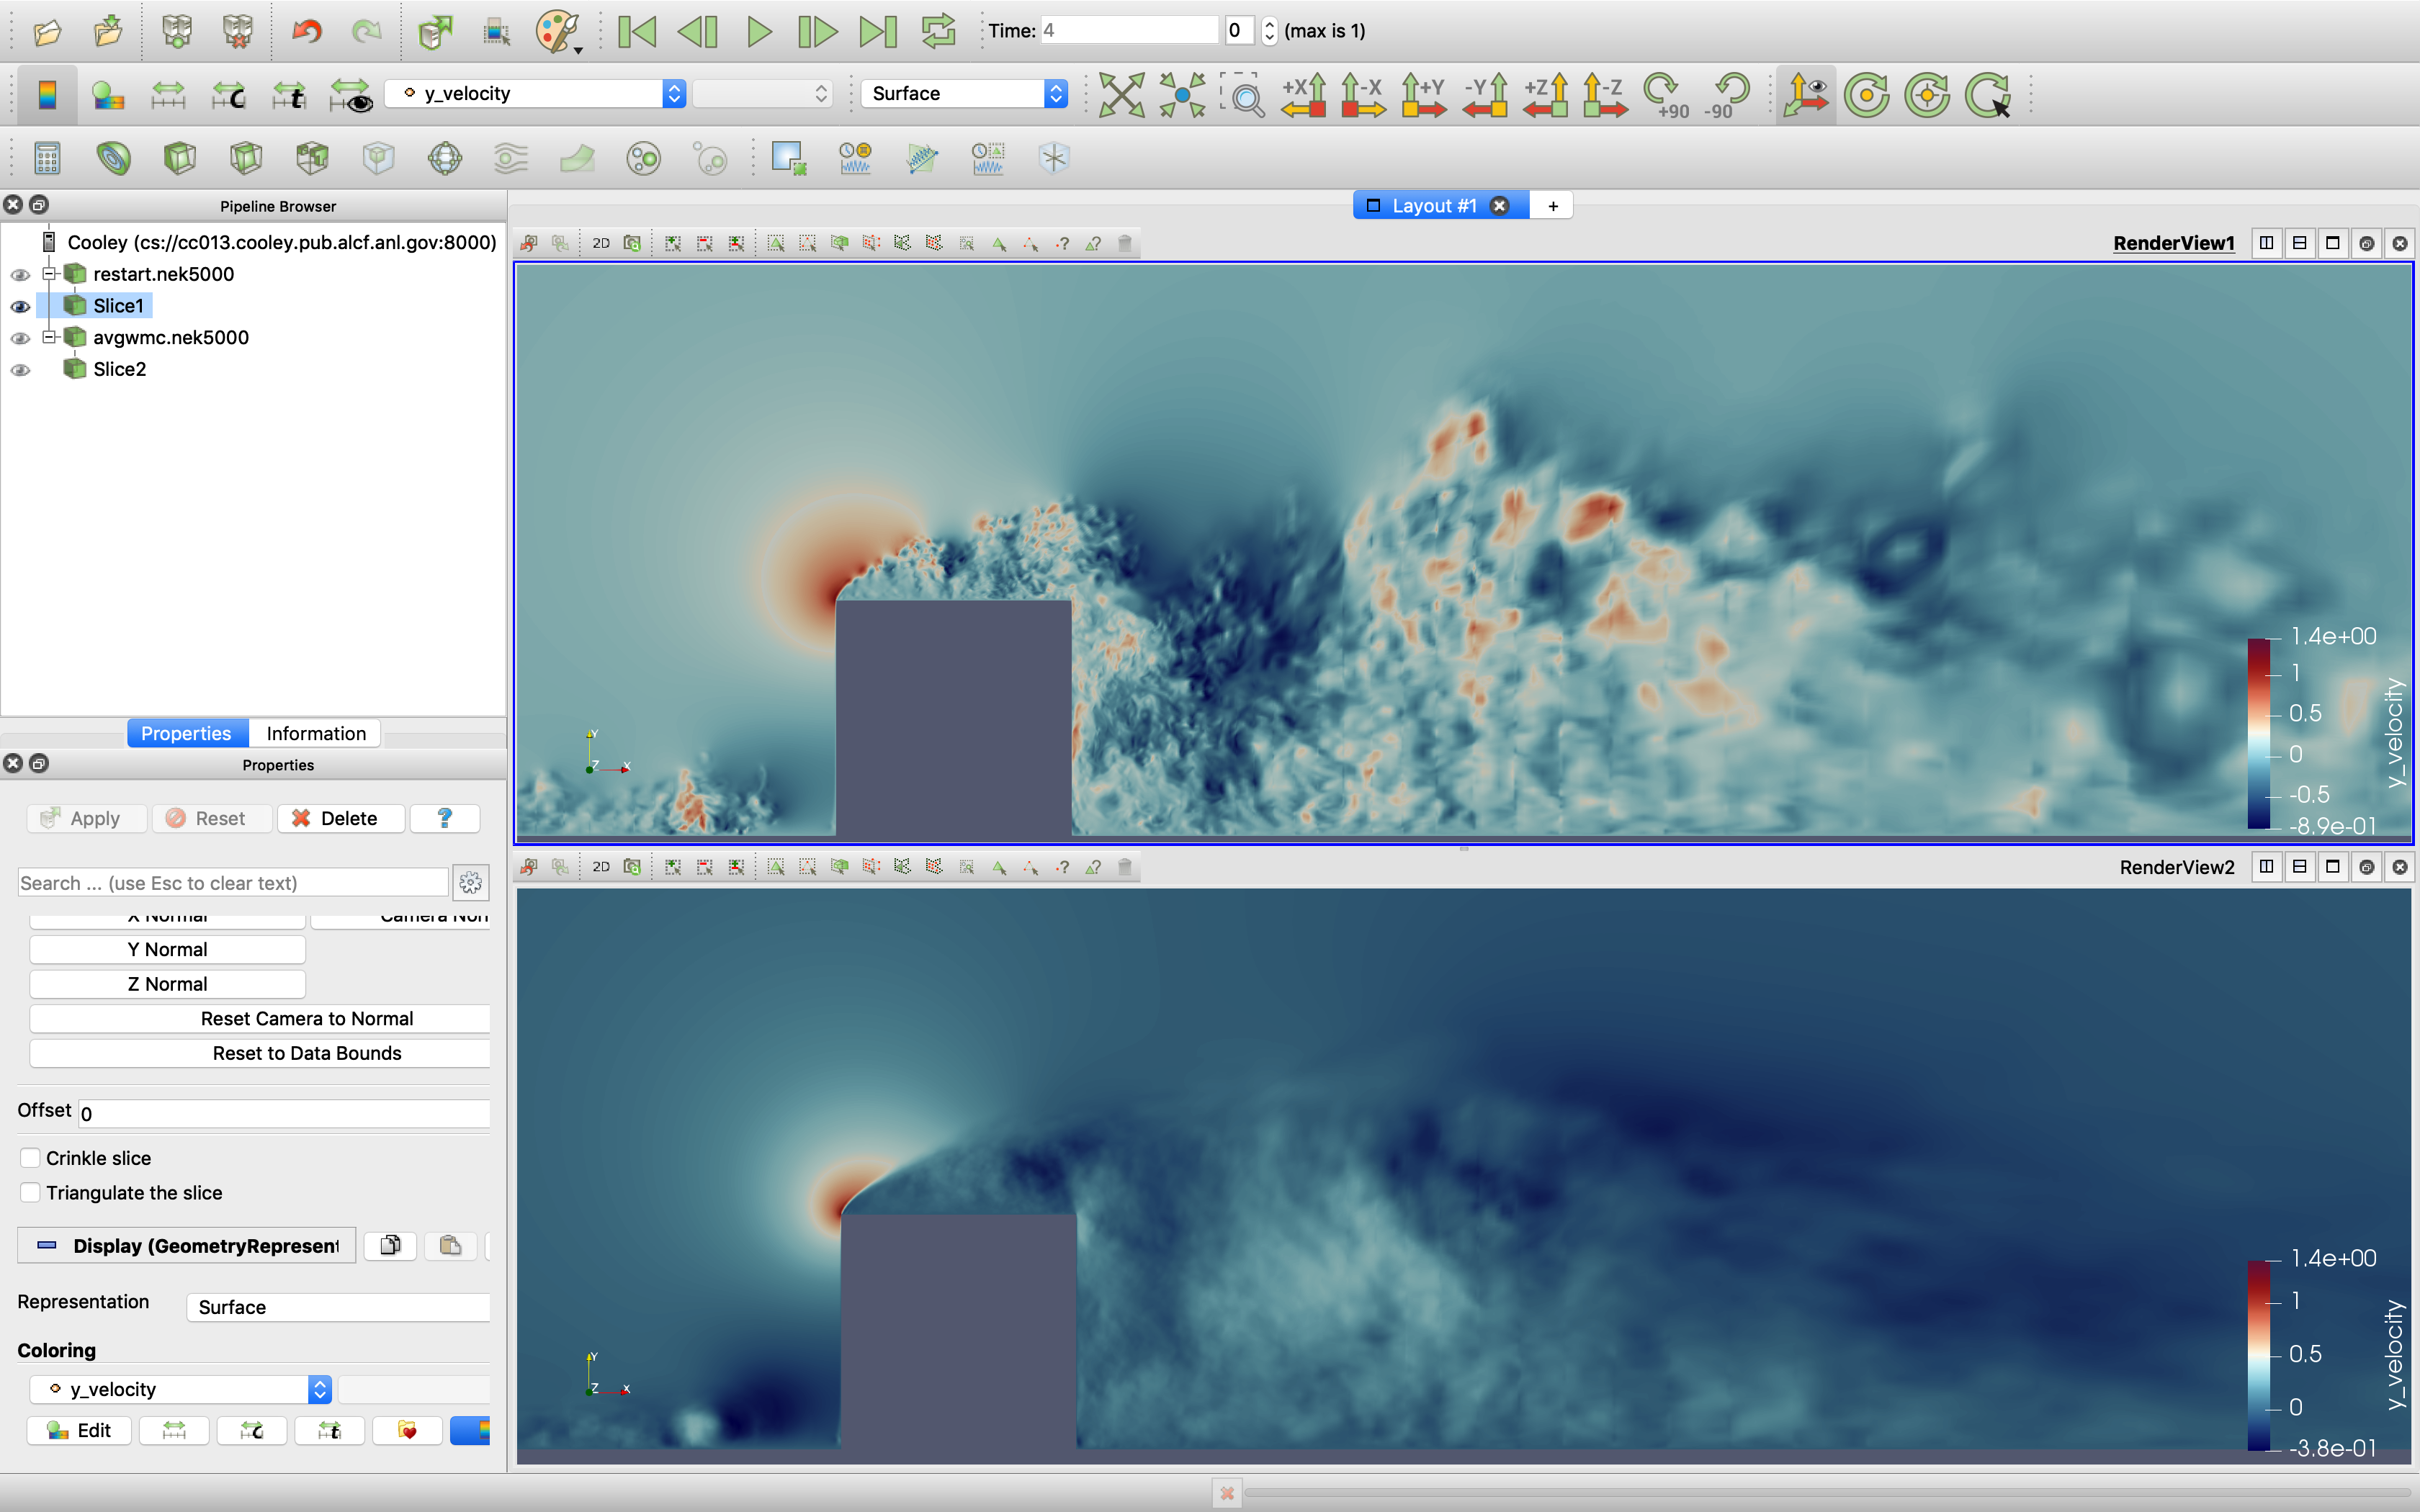 Time: 4 0 (max is 1)
y_velocity Surface +X -X +Y -Y +Z -Z +90 -90
Pipeline Browser
Layout #1 +
Cooley (cs://cc013.cooley.pub.alcf.anl.gov:8000)
restart.nek5000
Slice1
avgwmc.nek5000
Slice2
2D RenderView1
1.4e+00
1
0.5
0
-0.5
-8.9e-01
y_velocity
Y
Z X
Properties Information
Properties
Apply Reset Delete ?
Search ... (use Esc to clear text)
X Normal Camera Nor
Y Normal
Z Normal
Reset Camera to Normal
Reset to Data Bounds
Offset 0
Crinkle slice
Triangulate the slice
Display (GeometryRepresent
Representation Surface
Coloring
y_velocity
Edit
2D RenderView2
1.4e+00
1
0.5
0
-3.8e-01
y_velocity
Y
Z X